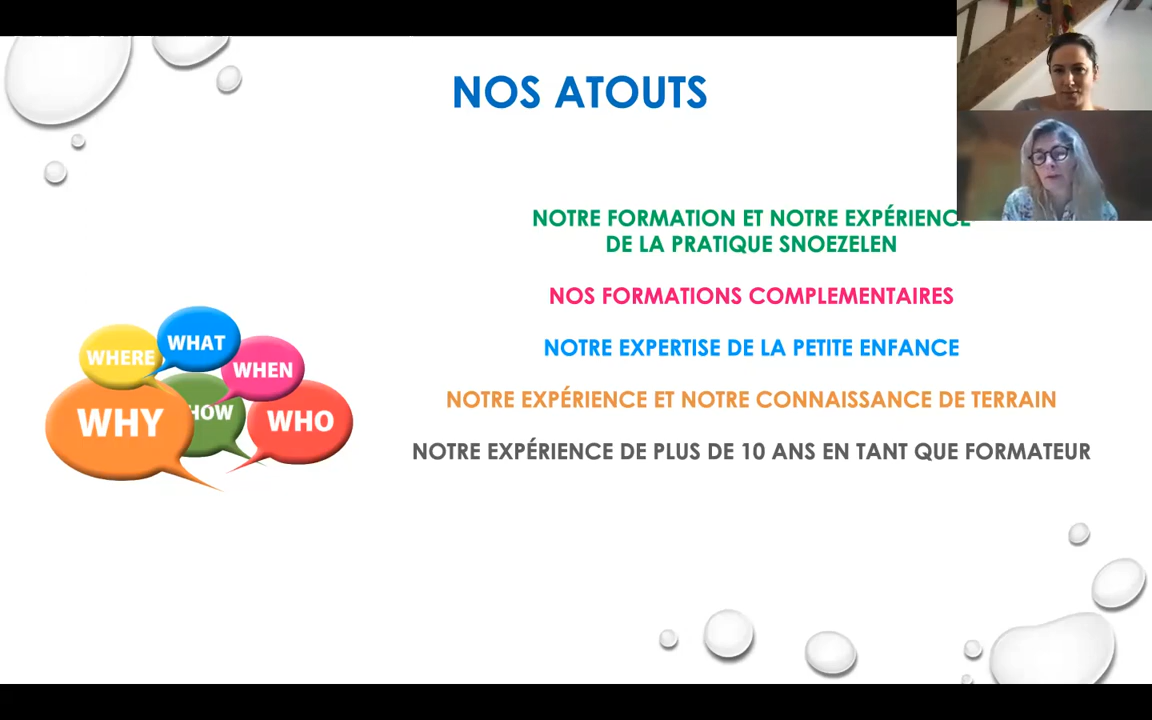 NOS ATOUTS
NOTRE FORMATION ET NOTRE EXPÉRIENCE
DE LA PRATIQUE SNOEZELEN
NOS FORMATIONS COMPLEMENTAIRES
NOTRE EXPERTISE DE LA PETITE ENFANCE
NOTRE EXPÉRIENCE ET NOTRE CONNAISSANCE DE TERRAIN
NOTRE EXPÉRIENCE DE PLUS DE 10 ANS EN TANT QUE FORMATEUR
WHERE
WHAT
WHEN
WHY
HOW
WHO